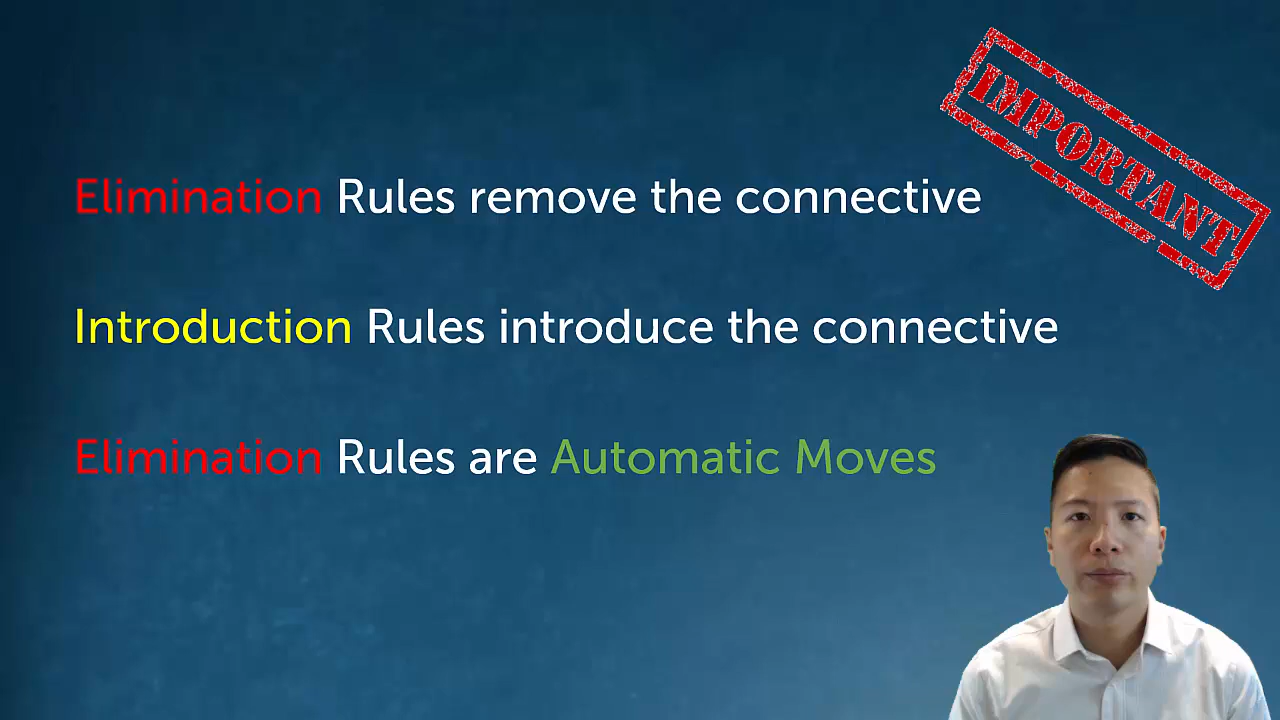 IMPORTANT
Elimination Rules remove the connective
Introduction Rules introduce the connective
Elimination Rules are Automatic Moves